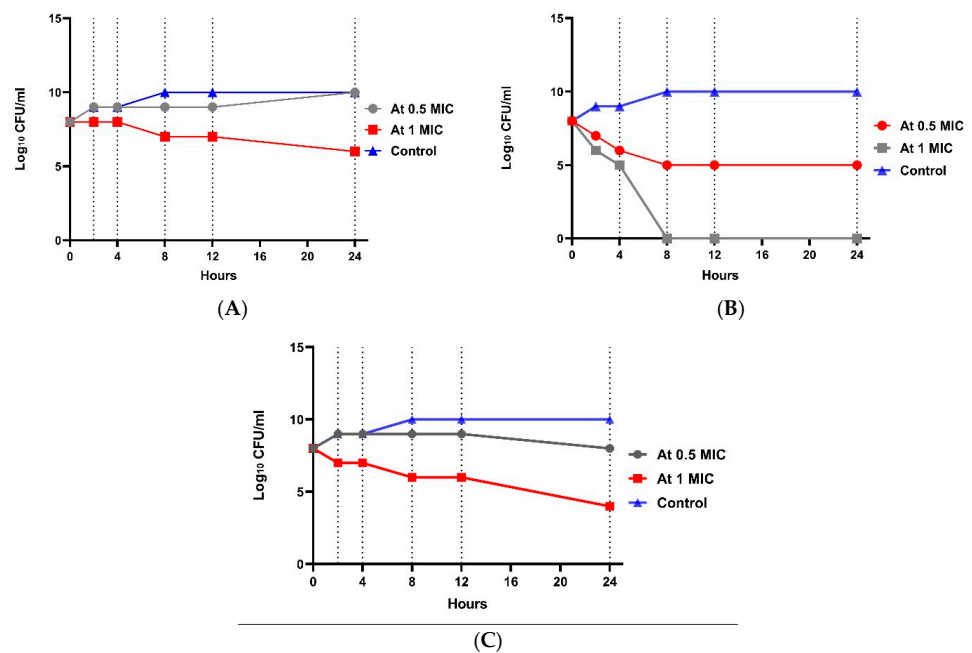 15
10
5
0
Log₁₀ CFU/ml
0 4 8 12 16 20 24
Hours
At 0.5 MIC
At 1 MIC
Control
(A)
15
10
5
0
Log₁₀ CFU/ml
0 4 8 12 16 20 24
Hours
At 0.5 MIC
At 1 MIC
Control
(B)
15
10
5
0
Log₁₀ CFU/ml
0 4 8 12 16 20 24
Hours
At 0.5 MIC
At 1 MIC
Control
(C)